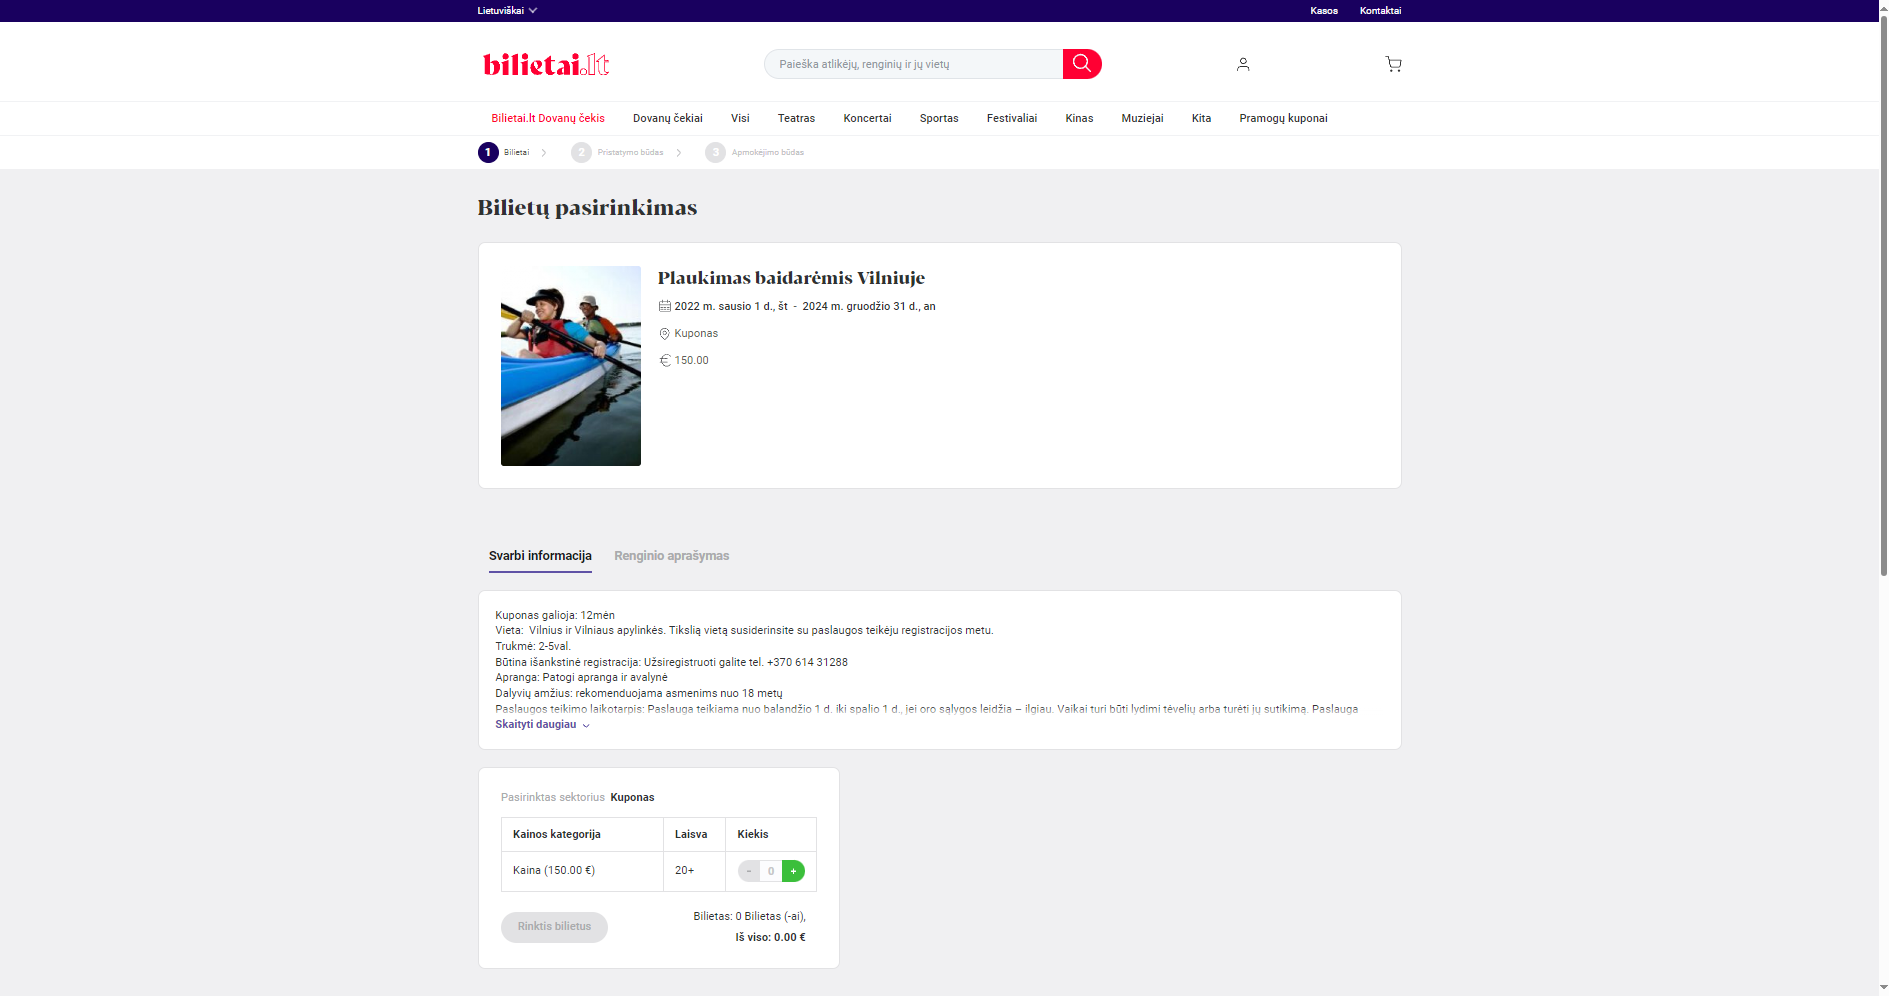 Lietuviškai
Kasos Kontaktai
bilietai.lt
Paieška atlikėjų, renginių ir jų vietų
Bilietai.lt Dovanų čekis Dovanų čekiai Visi Teatras Koncertai Sportas Festivaliai Kinas Muziejai Kita Pramogų kuponai
1 Bilietai 2 Pristatymo būdas 3 Apmokėjimo būdas
Bilietų pasirinkimas
Plaukimas baidarėmis Vilniuje
2022 m. sausio 1 d., št - 2024 m. gruodžio 31 d., an
Kuponas
150.00
Svarbi informacija Renginio aprašymas
Kuponas galioja: 12mėn
Vieta: Vilnius ir Vilniaus apylinkės. Tikslią vietą susiderinsite su paslaugos teikėju registracijos metu.
Trukmė: 2-5val.
Būtina išankstinė registracija: Užsiregistruoti galite tel. +370 614 31288
Apranga: Patogi apranga ir avalynė
Dalyvių amžius: rekomenduojama asmenims nuo 18 metų
Paslaugos teikimo laikotarpis: Paslauga teikiama nuo balandžio 1 d. iki spalio 1 d., jei oro sąlygos leidžia – ilgiau. Vaikai turi būti lydimi tėvelių arba turėti jų sutikimą. Paslauga
Skaityti daugiau
Pasirinktas sektorius Kuponas
Kainos kategorija Laisva Kiekis
Kaina (150.00 €) 20+ - 0 +
Rinktis bilietus
Bilietas: 0 Bilietas (-ai),
Iš viso: 0.00 €